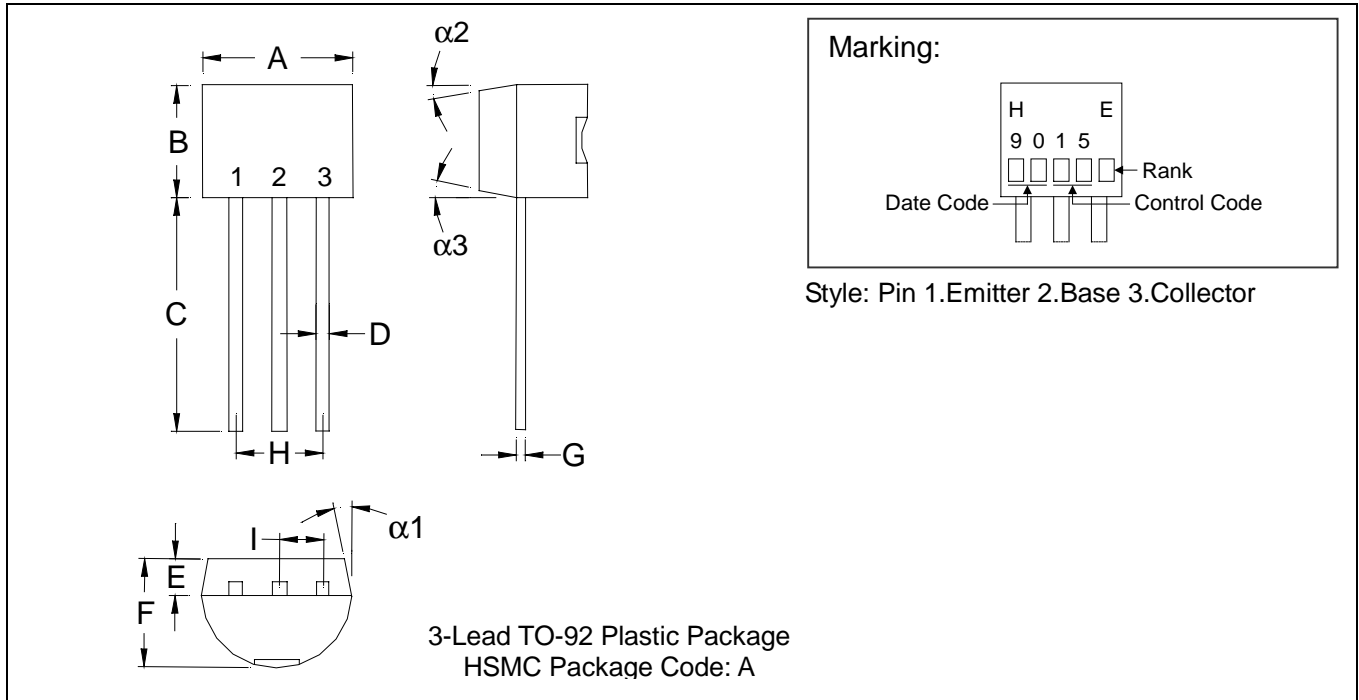 α2
A
B
1 2 3
α3
C
D
H
G
α1
I
E
F
3-Lead TO-92 Plastic Package
HSMC Package Code: A
Marking:
H E
9 0 1 5
Rank
Date Code
Control Code
Style: Pin 1.Emitter 2.Base 3.Collector